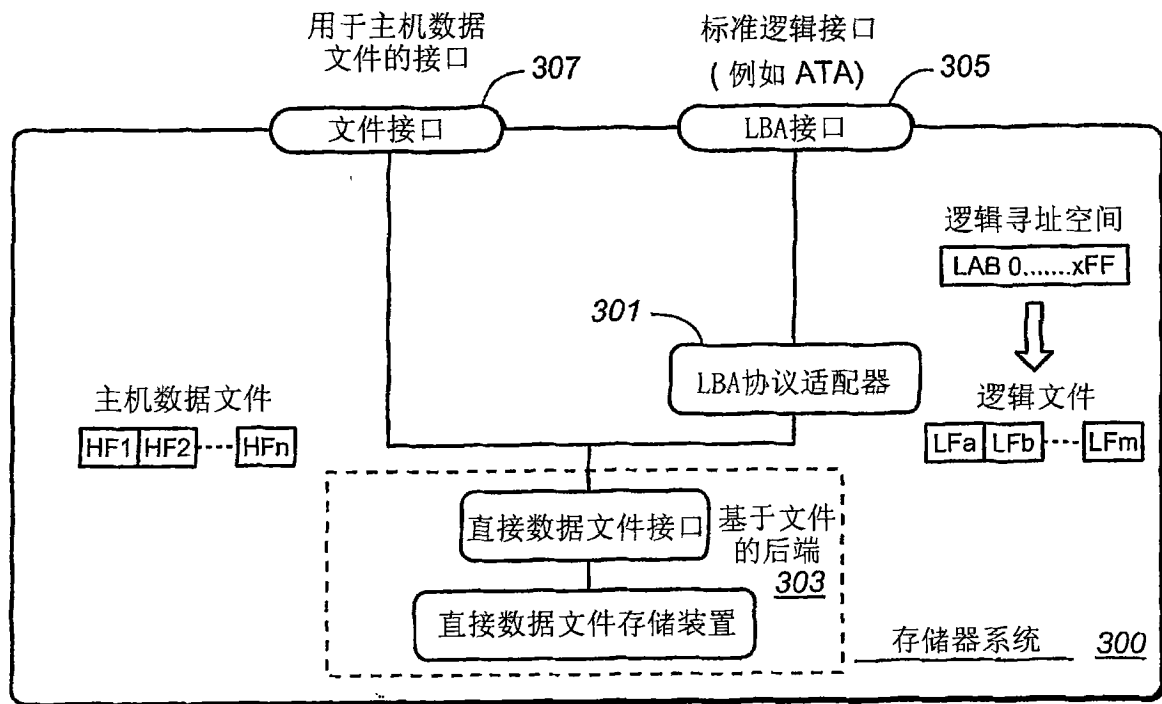 用于主机数据
文件的接口
307
标准逻辑接口
(例如 ATA)
305
文件接口
LBA接口
逻辑寻址空间
LAB 0.......xFF
301
LBA协议适配器
主机数据文件
HF1 HF2 ---- HFn
逻辑文件
LFa LFb ---- LFm
直接数据文件接口
基于文件
的后端
303
直接数据文件存储装置
存储器系统 300